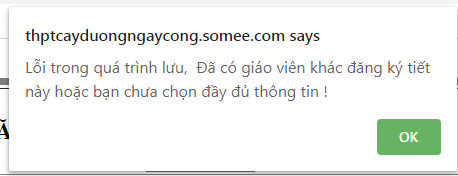 thptcayduongngaycong.somee.com says
Lỗi trong quá trình lưu, Đã có giáo viên khác đăng ký tiết
này hoặc bạn chưa chọn đầy đủ thông tin !
OK